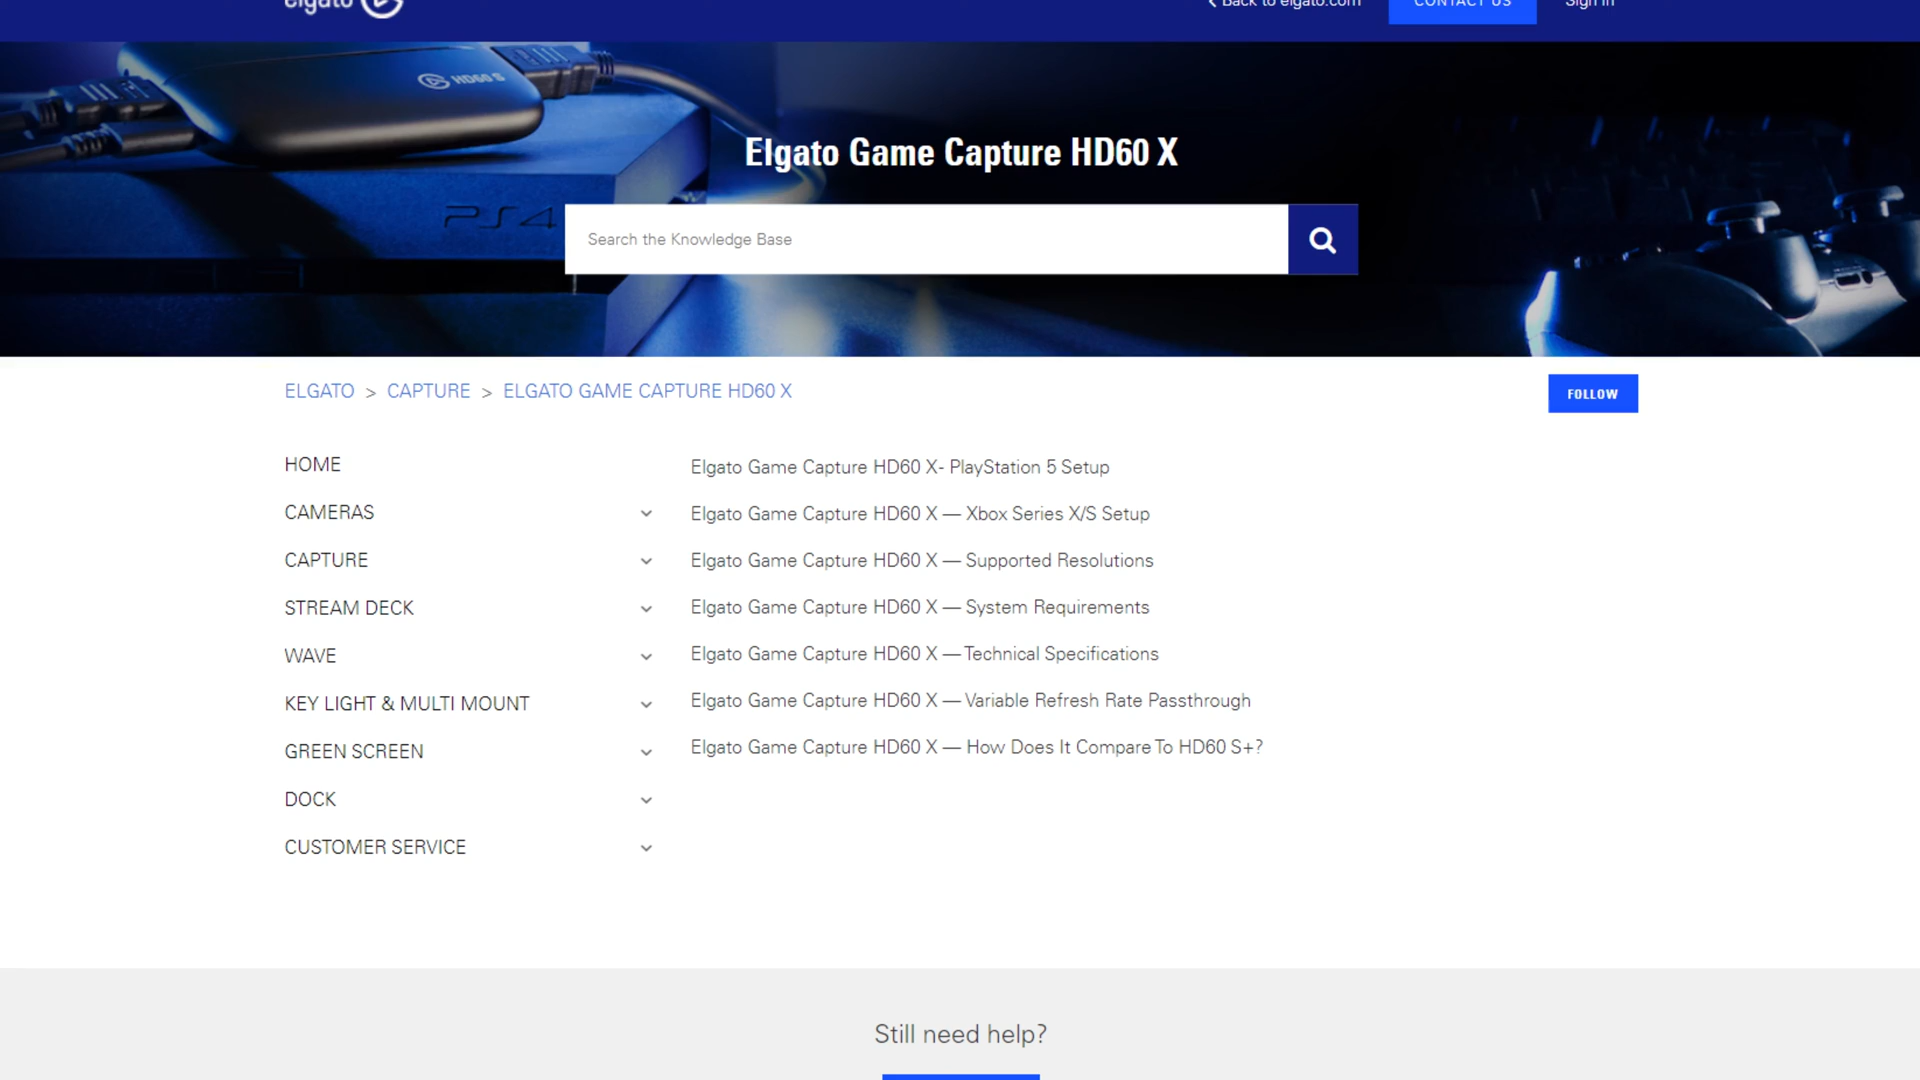 elgato
Back to elgato.com
CONTACT US
Sign in
HD60 S
PS4
Elgato Game Capture HD60 X
Search the Knowledge Base
ELGATO > CAPTURE > ELGATO GAME CAPTURE HD60 X
FOLLOW
HOME
CAMERAS
CAPTURE
STREAM DECK
WAVE
KEY LIGHT & MULTI MOUNT
GREEN SCREEN
DOCK
CUSTOMER SERVICE
Elgato Game Capture HD60 X- PlayStation 5 Setup
Elgato Game Capture HD60 X — Xbox Series X/S Setup
Elgato Game Capture HD60 X — Supported Resolutions
Elgato Game Capture HD60 X — System Requirements
Elgato Game Capture HD60 X — Technical Specifications
Elgato Game Capture HD60 X — Variable Refresh Rate Passthrough
Elgato Game Capture HD60 X — How Does It Compare To HD60 S+?
Still need help?